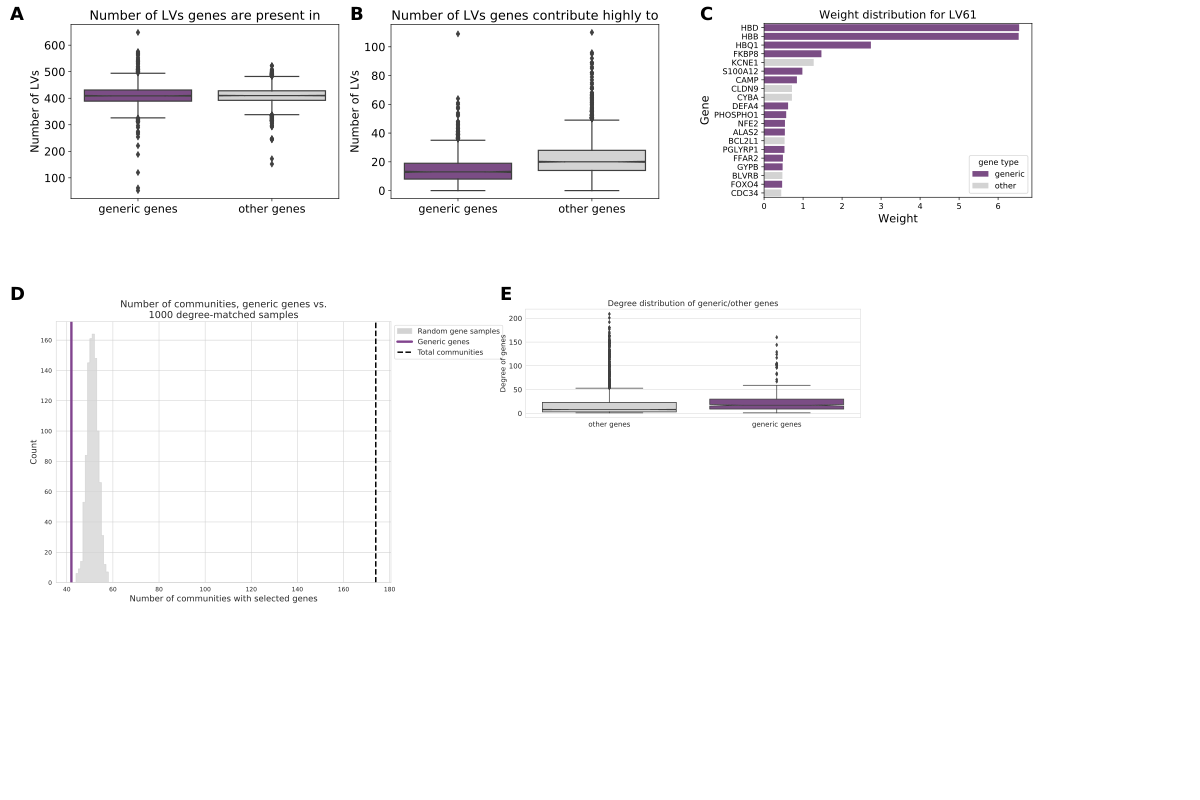 A
Number of LVs genes are present in
Number of LVs
600
500
400
300
200
100
generic genes
other genes
B
Number of LVs genes contribute highly to
Number of LVs
100
80
60
40
20
0
generic genes
other genes
C
Weight distribution for LV61
Gene
HBD
HBB
HBQ1
FKBP8
KCNE1
S100A12
CAMP
CLDN9
CYBA
DEFA4
PHOSPHO1
NFE2
ALAS2
BCL2L1
PGLYRP1
FFAR2
GYPB
BLVRB
FOXO4
CDC34
gene type
generic
other
0 1 2 3 4 5 6
Weight
D
Number of communities, generic genes vs.
1000 degree-matched samples
Count
160
140
120
100
80
60
40
20
0
40 60 80 100 120 140 160 180
Number of communities with selected genes
Random gene samples
Generic genes
Total communities
E
Degree distribution of generic/other genes
Degree of genes
200
150
100
50
0
other genes
generic genes